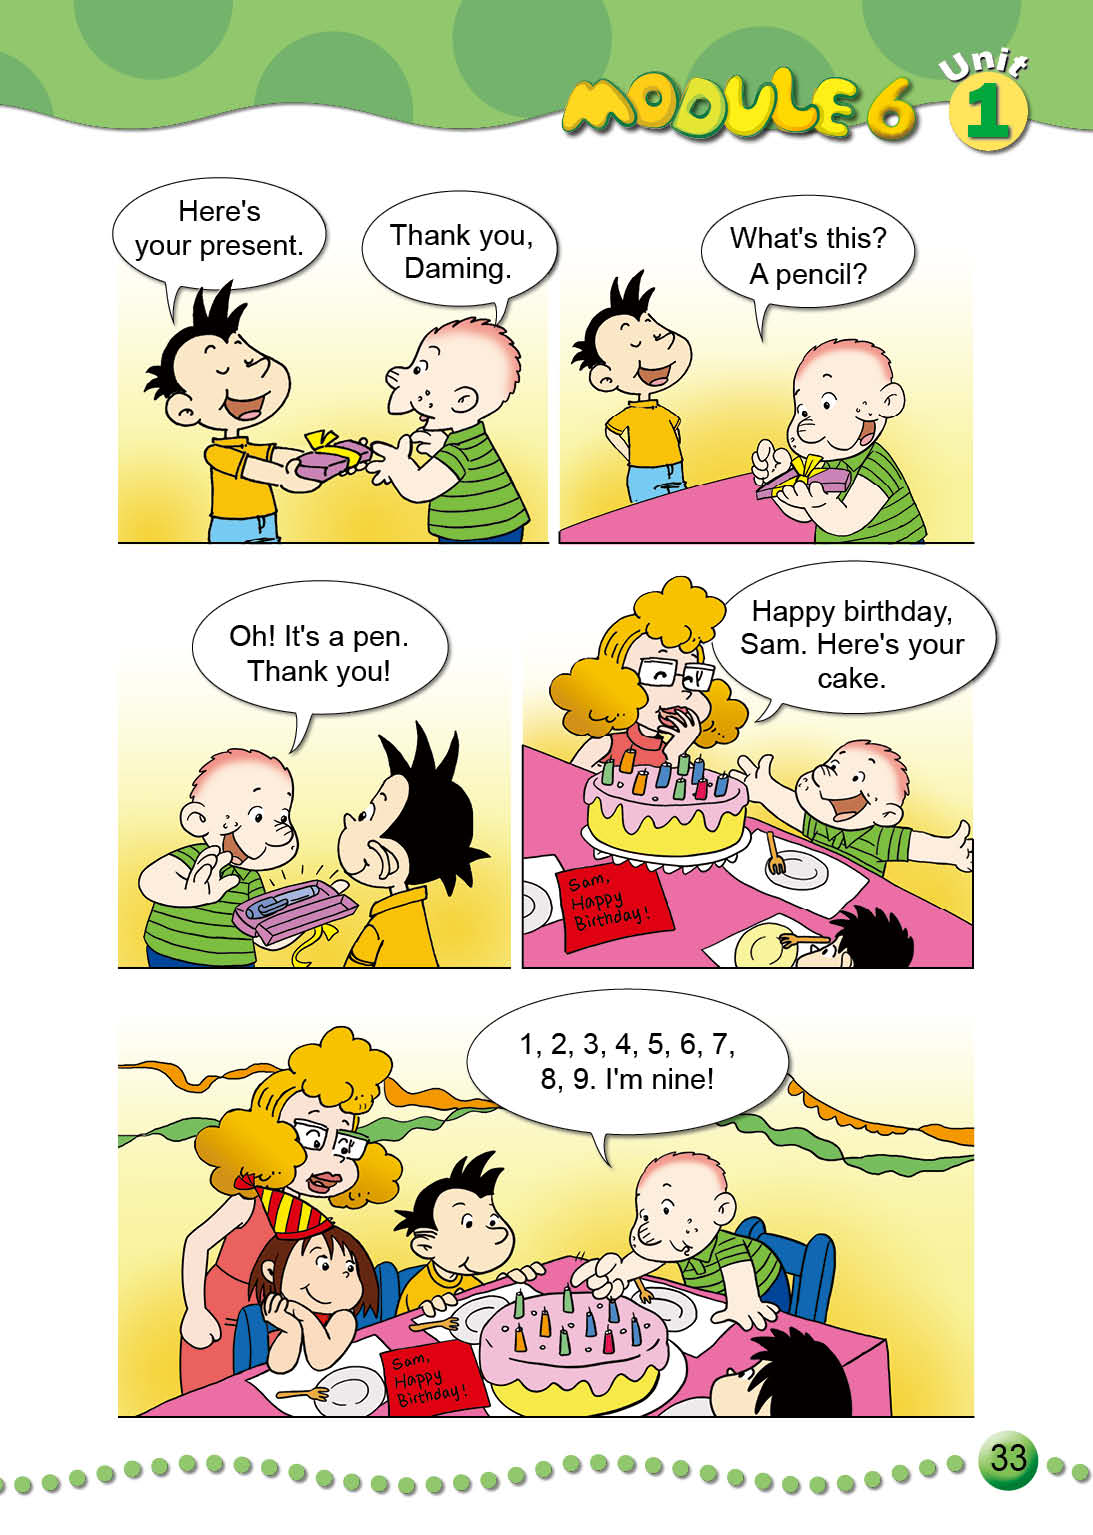 MODULE 6
Unit
1
Here's
your present.
Thank you,
Daming.
What's this?
A pencil?
Oh! It's a pen.
Thank you!
Happy birthday,
Sam. Here's your
cake.
Sam,
Happy
Birthday!
1, 2, 3, 4, 5, 6, 7,
8, 9. I'm nine!
Sam,
Happy
Birthday!
33